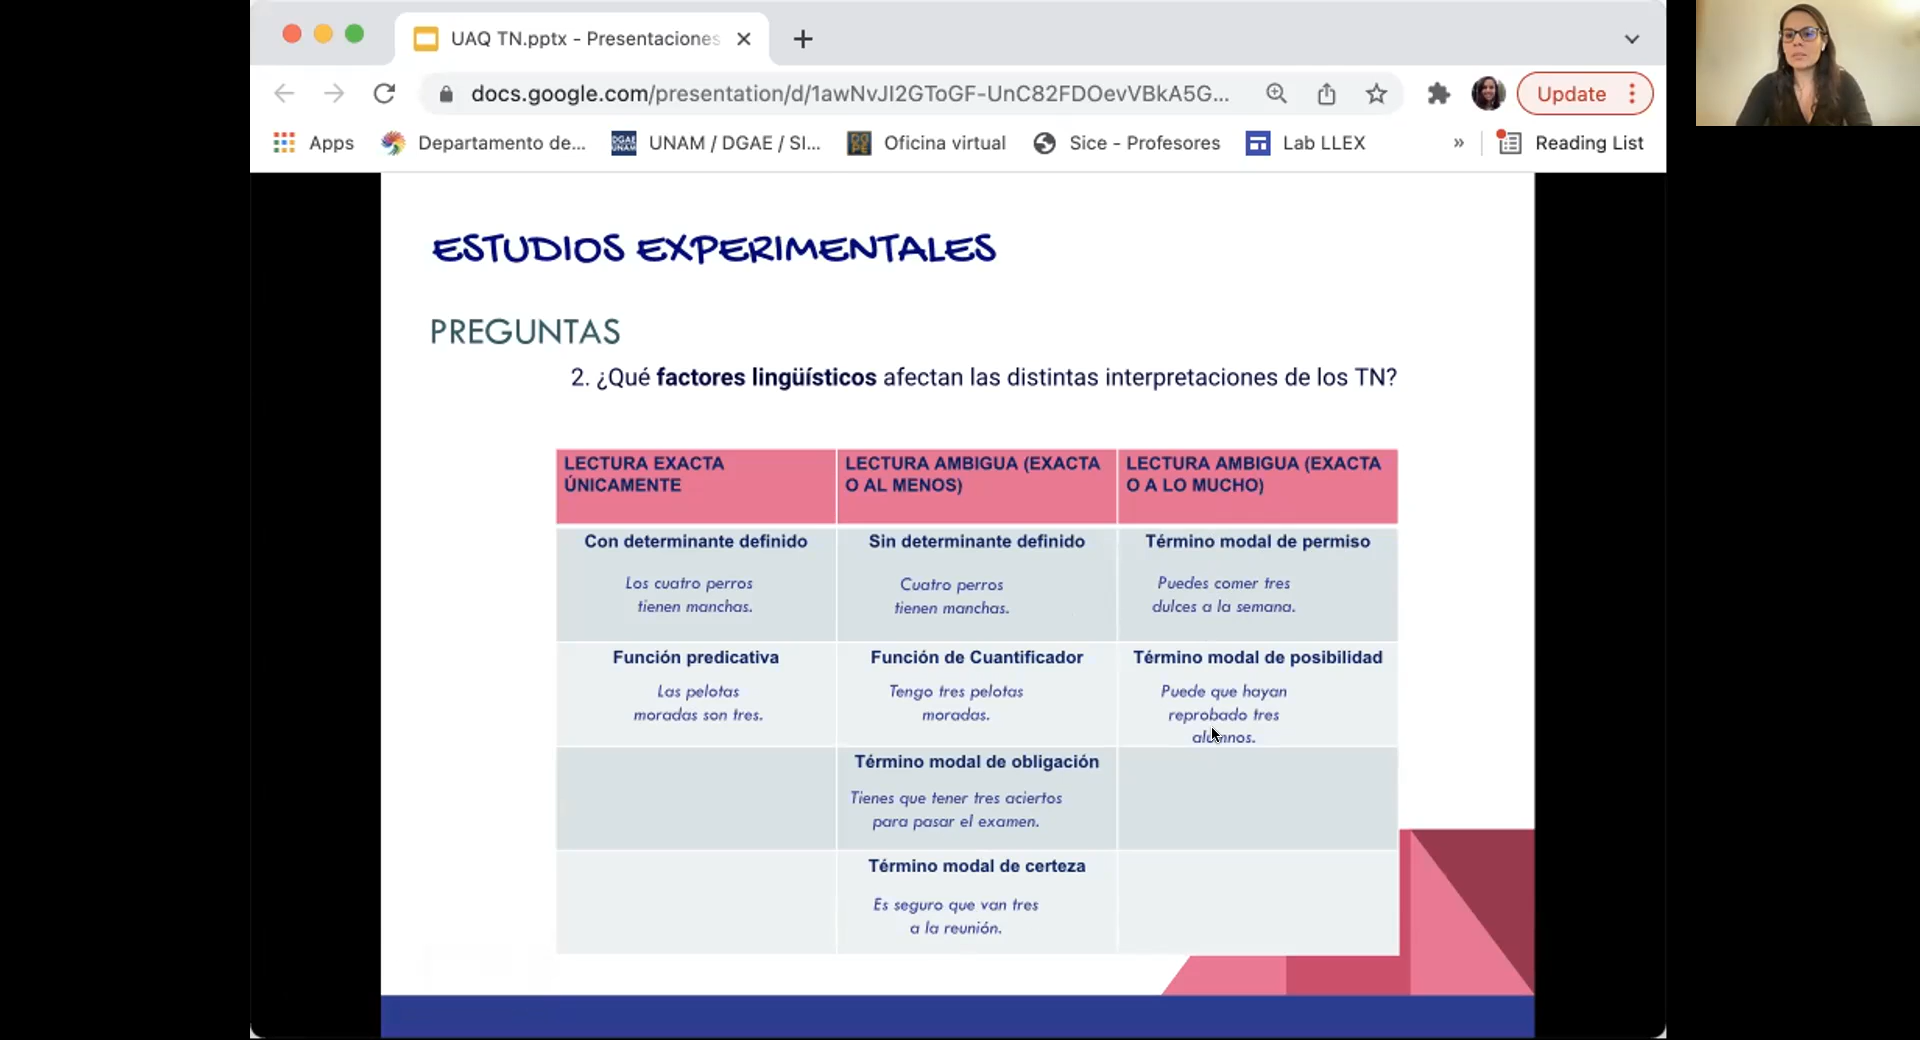 UAQ TN.pptx - Presentaciones
docs.google.com/presentation/d/1awNvJI2GToGF-UnC82FDOevVBkA5G...
Update
Apps
Departamento de...
DGAE
UNAM
UNAM / DGAE / SI...
Oficina virtual
Sice - Profesores
Lab LLEX
»
Reading List
ESTUDIOS EXPERIMENTALES
PREGUNTAS
2. ¿Qué factores lingüísticos afectan las distintas interpretaciones de los TN?
LECTURA EXACTA
ÚNICAMENTE
LECTURA AMBIGUA (EXACTA
O AL MENOS)
LECTURA AMBIGUA (EXACTA
O A LO MUCHO)
Con determinante definido
Los cuatro perros
tienen manchas.
Sin determinante definido
Cuatro perros
tienen manchas.
Término modal de permiso
Puedes comer tres
dulces a la semana.
Función predicativa
Las pelotas
moradas son tres.
Función de Cuantificador
Tengo tres pelotas
moradas.
Término modal de posibilidad
Puede que hayan
reprobado tres
alumnos.
Término modal de obligación
Tienes que tener tres aciertos
para pasar el examen.
Término modal de certeza
Es seguro que van tres
a la reunión.